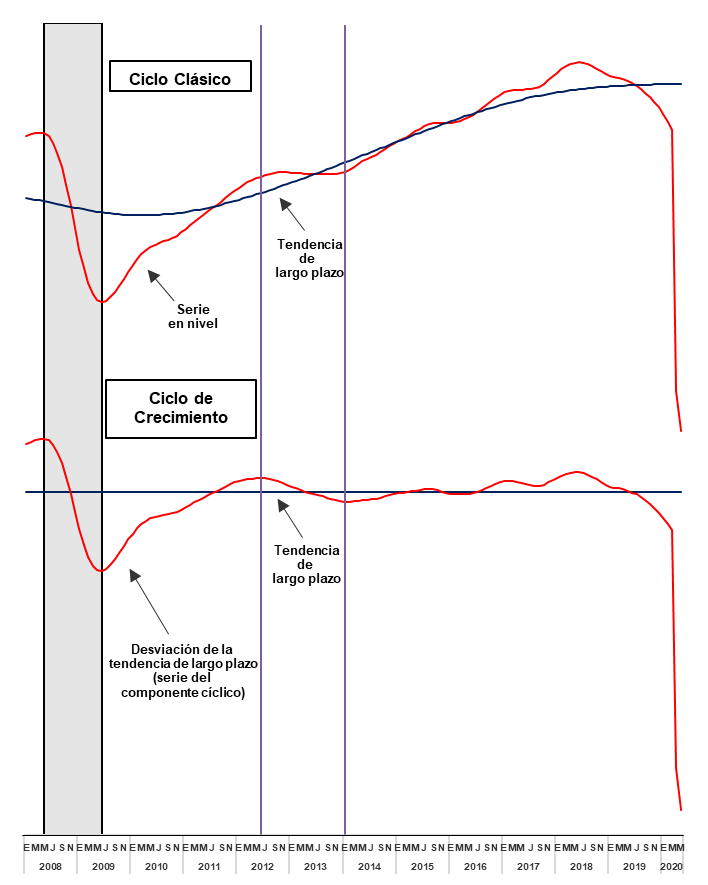 Ciclo Clásico
Tendencia
de
largo plazo
Serie
en nivel
Ciclo de
Crecimiento
Tendencia
de
largo plazo
Desviación de la
tendencia de largo plazo
(serie del
componente cíclico)
E M M J S N E M M J S N E M M J S N E M M J S N E M M J S N E M M J S N E M M J S N E M M J S N E M M J S N E M M J S N E M M J S N E M M J S N E M M
2008 2009 2010 2011 2012 2013 2014 2015 2016 2017 2018 2019 2020